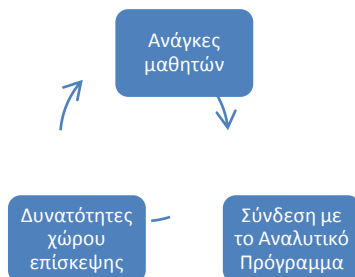 Ανάγκες
μαθητών
Δυνατότητες
χώρου
επίσκεψης
Σύνδεση με
το Αναλυτικό
Πρόγραμμα